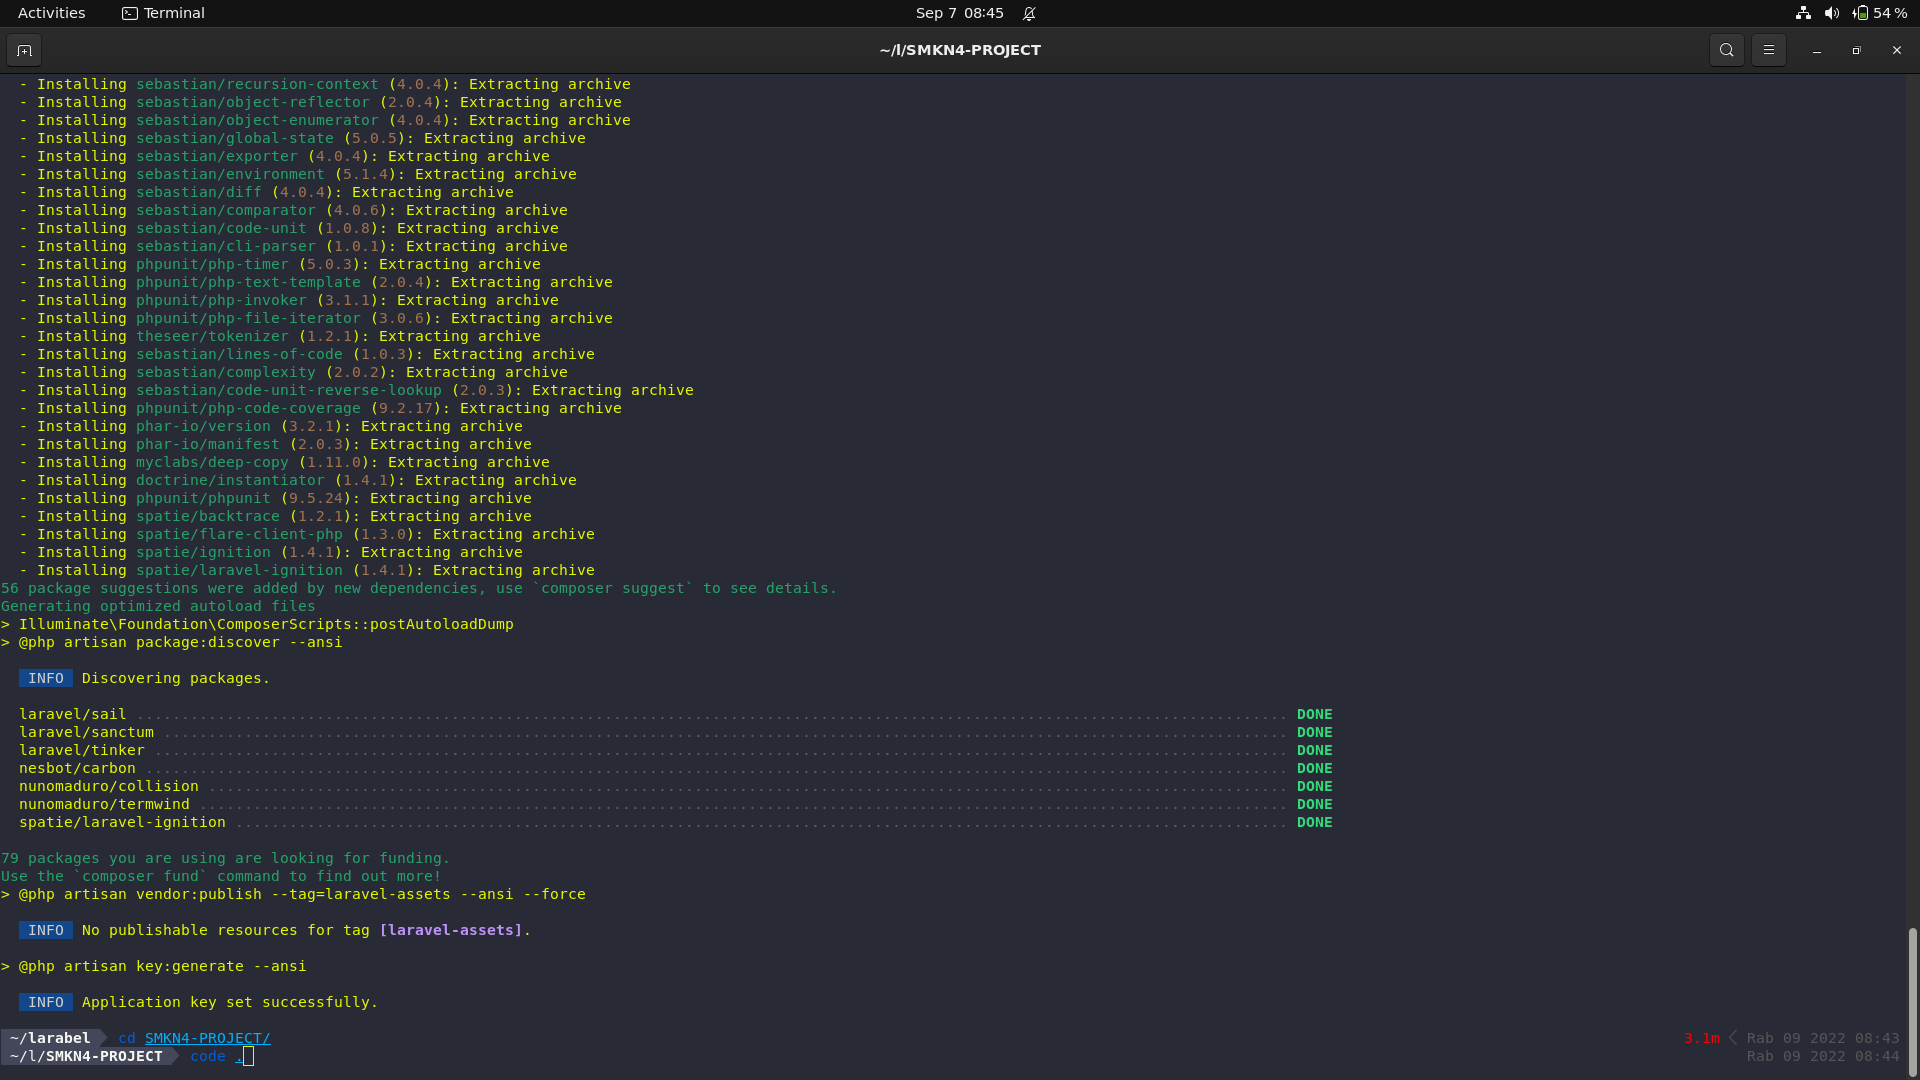 Activities Terminal Sep 7 08:45 54 %
~/l/SMKN4-PROJECT
- Installing sebastian/recursion-context (4.0.4): Extracting archive
- Installing sebastian/object-reflector (2.0.4): Extracting archive
- Installing sebastian/object-enumerator (4.0.4): Extracting archive
- Installing sebastian/global-state (5.0.5): Extracting archive
- Installing sebastian/exporter (4.0.4): Extracting archive
- Installing sebastian/environment (5.1.4): Extracting archive
- Installing sebastian/diff (4.0.4): Extracting archive
- Installing sebastian/comparator (4.0.6): Extracting archive
- Installing sebastian/code-unit (1.0.8): Extracting archive
- Installing sebastian/cli-parser (1.0.1): Extracting archive
- Installing phpunit/php-timer (5.0.3): Extracting archive
- Installing phpunit/php-text-template (2.0.4): Extracting archive
- Installing phpunit/php-invoker (3.1.1): Extracting archive
- Installing phpunit/php-file-iterator (3.0.6): Extracting archive
- Installing theseer/tokenizer (1.2.1): Extracting archive
- Installing sebastian/lines-of-code (1.0.3): Extracting archive
- Installing sebastian/complexity (2.0.2): Extracting archive
- Installing sebastian/code-unit-reverse-lookup (2.0.3): Extracting archive
- Installing phpunit/php-code-coverage (9.2.17): Extracting archive
- Installing phar-io/version (3.2.1): Extracting archive
- Installing phar-io/manifest (2.0.3): Extracting archive
- Installing myclabs/deep-copy (1.11.0): Extracting archive
- Installing doctrine/instantiator (1.4.1): Extracting archive
- Installing phpunit/phpunit (9.5.24): Extracting archive
- Installing spatie/backtrace (1.2.1): Extracting archive
- Installing spatie/flare-client-php (1.3.0): Extracting archive
- Installing spatie/ignition (1.4.1): Extracting archive
- Installing spatie/laravel-ignition (1.4.1): Extracting archive
56 package suggestions were added by new dependencies, use `composer suggest` to see details.
Generating optimized autoload files
> Illuminate\Foundation\ComposerScripts::postAutoloadDump
> @php artisan package:discover --ansi
INFO Discovering packages.
laravel/sail ........ DONE
laravel/sanctum ........ DONE
laravel/tinker ........ DONE
nesbot/carbon ........ DONE
nunomaduro/collision ........ DONE
nunomaduro/termwind ........ DONE
spatie/laravel-ignition ........ DONE
79 packages you are using are looking for funding.
Use the `composer fund` command to find out more!
> @php artisan vendor:publish --tag=laravel-assets --ansi --force
INFO No publishable resources for tag [laravel-assets].
> @php artisan key:generate --ansi
INFO Application key set successfully.
~/larabel cd SMKN4-PROJECT/ 3.1m Rab 09 2022 08:43
~/l/SMKN4-PROJECT code . Rab 09 2022 08:44